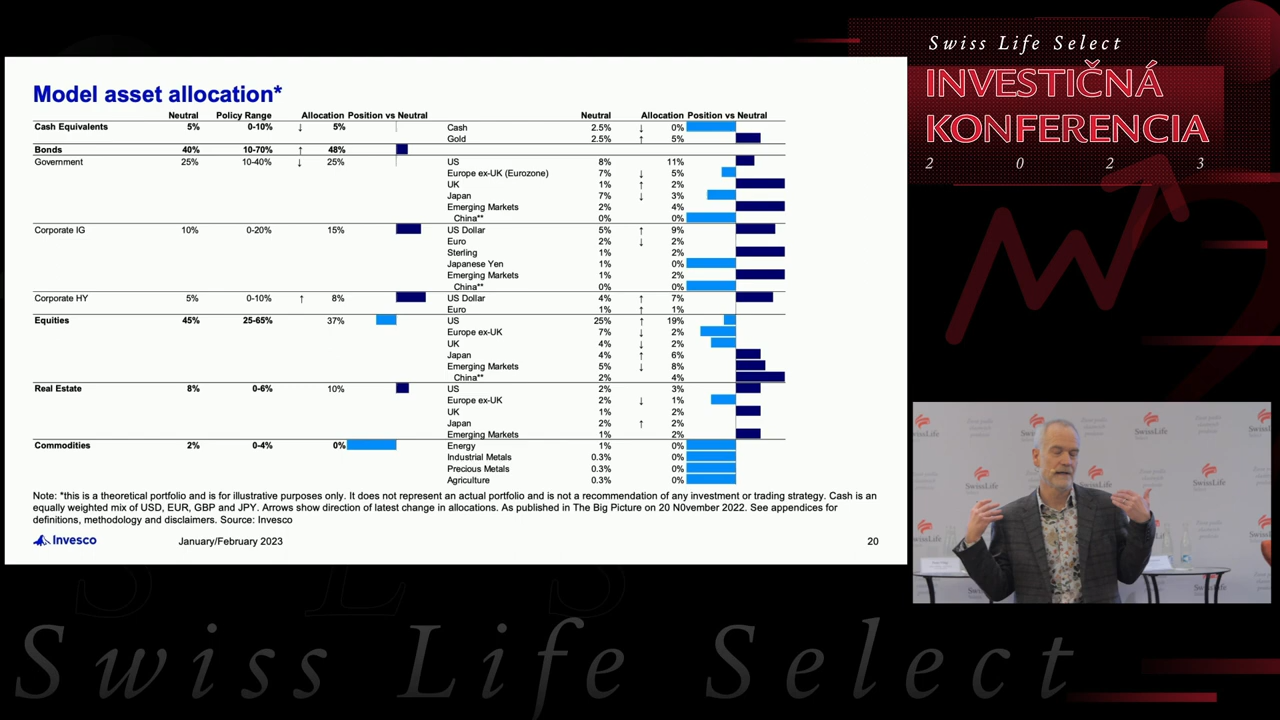 Swiss Life Select
INVESTIČNÁ
KONFERENCIA
2 0 2 3
Model asset allocation*
Neutral Policy Range Allocation Position vs Neutral Neutral Allocation Position vs Neutral
Cash Equivalents 5% 0-10% ↓ 5% Cash 2.5% ↓ 0%
Gold 2.5% ↑ 5%
Bonds 40% 10-70% ↑ 48%
Government 25% 10-40% ↓ 25% US 8% 11%
Europe ex-UK (Eurozone) 7% ↓ 5%
UK 1% ↑ 2%
Japan 7% ↓ 3%
Emerging Markets 2% 4%
China** 0% 0%
Corporate IG 10% 0-20% 15% US Dollar 5% ↑ 9%
Euro 2% ↓ 2%
Sterling 1% 2%
Japanese Yen 1% 0%
Emerging Markets 1% 2%
China** 0% 0%
Corporate HY 5% 0-10% ↑ 8% US Dollar 4% ↑ 7%
Euro 1% ↑ 1%
Equities 45% 25-65% 37% US 25% ↑ 19%
Europe ex-UK 7% ↓ 2%
UK 4% ↓ 2%
Japan 4% ↑ 6%
Emerging Markets 5% ↓ 8%
China** 2% 4%
Real Estate 8% 0-6% 10% US 2% 3%
Europe ex-UK 2% ↓ 1%
UK 1% 2%
Japan 2% ↑ 2%
Emerging Markets 1% 2%
Commodities 2% 0-4% 0% Energy 1% 0%
Industrial Metals 0.3% 0%
Precious Metals 0.3% 0%
Agriculture 0.3% 0%
Note: *this is a theoretical portfolio and is for illustrative purposes only. It does not represent an actual portfolio and is not a recommendation of any investment or trading strategy. Cash is an
equally weighted mix of USD, EUR, GBP and JPY. Arrows show direction of latest change in allocations. As published in The Big Picture on 20 N0vember 2022. See appendices for
definitions, methodology and disclaimers. Source: Invesco
Invesco January/February 2023 20
SwissLife
S L S
Swiss Life Select